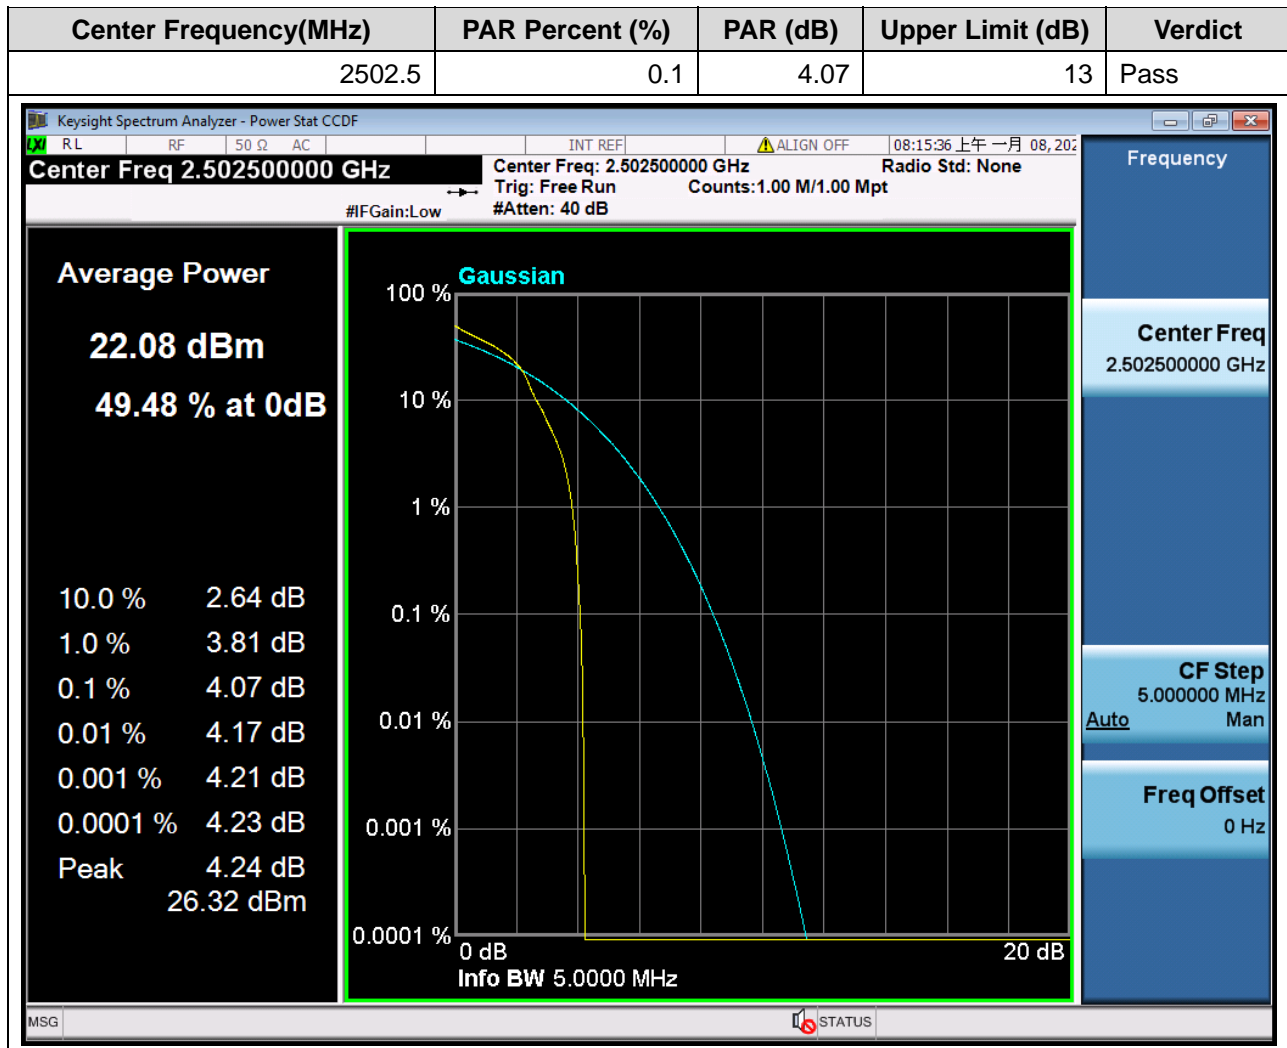 Center Frequency(MHz) PAR Percent (%) PAR (dB) Upper Limit (dB) Verdict
2502.5 0.1 4.07 13 Pass
Keysight Spectrum Analyzer - Power Stat CCDF
LXI RL RF 50 Ω AC INT REF ALIGN OFF 08:15:36 上午 一月 08, 202
Center Freq 2.502500000 GHz
Center Freq: 2.502500000 GHz Radio Std: None
Trig: Free Run Counts:1.00 M/1.00 Mpt
#IFGain:Low #Atten: 40 dB
Average Power
22.08 dBm
49.48 % at 0dB
10.0 % 2.64 dB
1.0 % 3.81 dB
0.1 % 4.07 dB
0.01 % 4.17 dB
0.001 % 4.21 dB
0.0001 % 4.23 dB
Peak 4.24 dB
26.32 dBm
Gaussian
100 %
10 %
1 %
0.1 %
0.01 %
0.001 %
0.0001 %
0 dB 20 dB
Info BW 5.0000 MHz
Frequency
Center Freq
2.502500000 GHz
CF Step
5.000000 MHz
Auto Man
Freq Offset
0 Hz
MSG STATUS